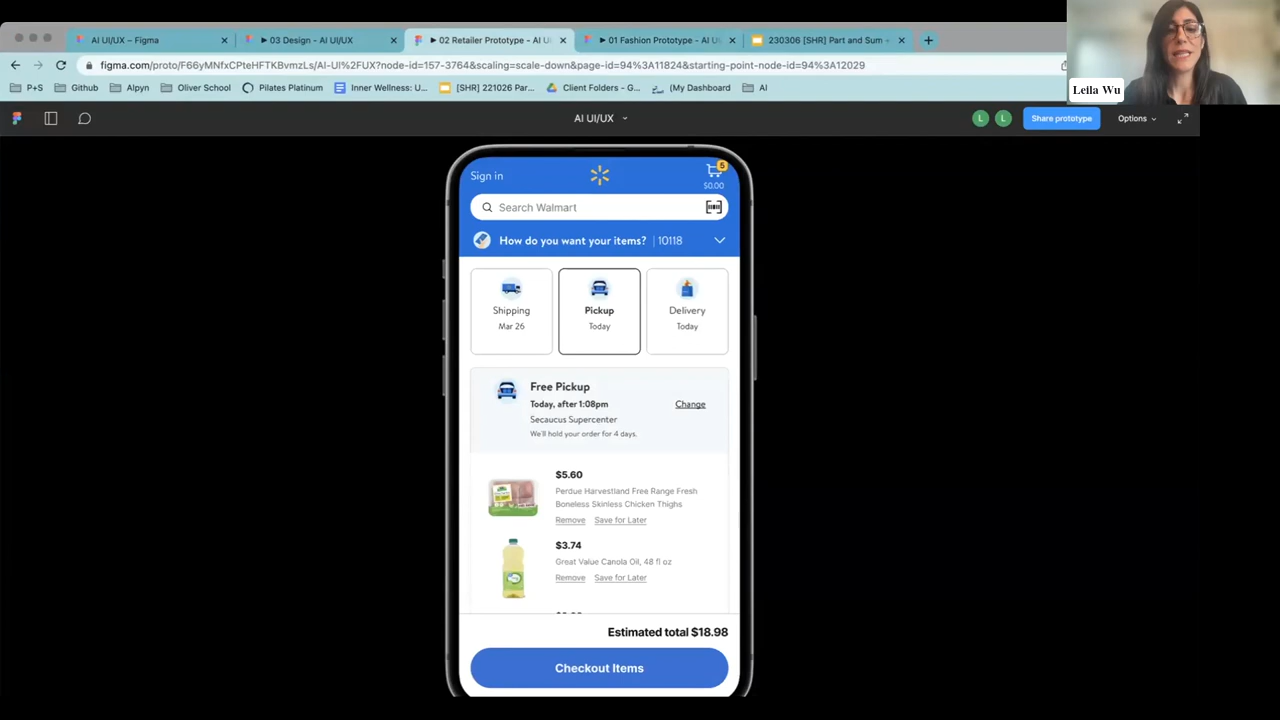 AI UI/UX – Figma
03 Design - AI UI/UX
02 Retailer Prototype - AI UI
01 Fashion Prototype - AI UI
230306 [SHR] Part and Sum
figma.com/proto/F66yMNfxCPteHFTKBvmzLs/AI-UI%2FUX?node-id=157-3764&scaling=scale-down&page-id=94%3A11824&starting-point-node-id=94%3A12029
Leila Wu
P+S
Github
Alpyn
Oliver School
Pilates Platinum
Inner Wellness: U...
[SHR] 221026 Par...
Client Folders - G...
(My Dashboard
AI
AI UI/UX
L
L
Share prototype
Options
Sign in
5
$0.00
Search Walmart
How do you want your items? | 10118
Shipping
Mar 26
Pickup
Today
Delivery
Today
Free Pickup
Today, after 1:08pm
Change
Secaucus Supercenter
We'll hold your order for 4 days.
$5.60
Perdue Harvestland Free Range Fresh
Boneless Skinless Chicken Thighs
Remove Save for Later
$3.74
Great Value Canola Oil, 48 fl oz
Remove Save for Later
Estimated total $18.98
Checkout Items